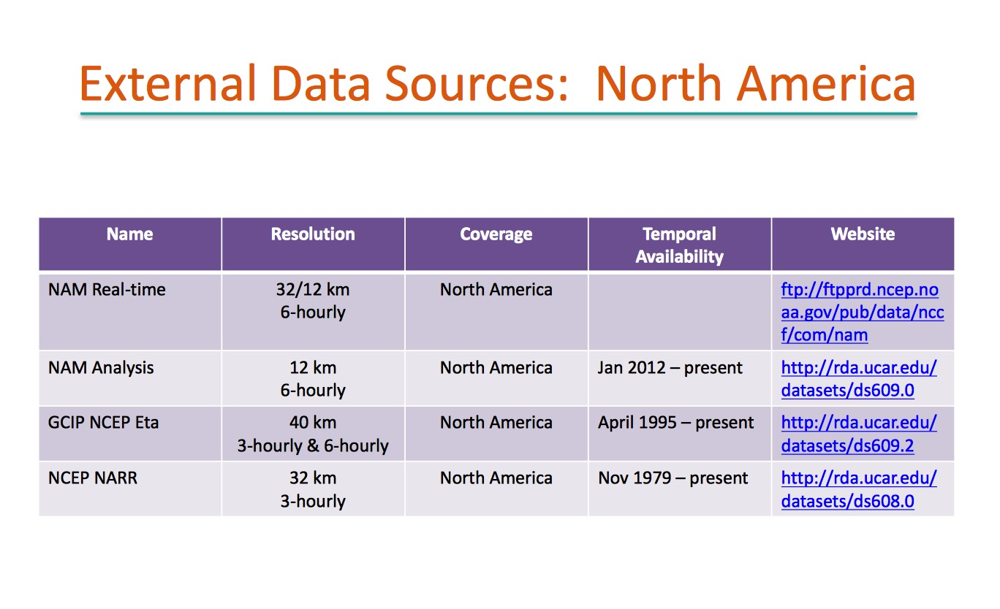 External Data Sources:  North America
Name
Resolution
Coverage
Temporal
Availability
Website
NAM Real-time
32/12 km
6-hourly
North America
ftp://ftpprd.ncep.no
aa.gov/pub/data/ncc
f/com/nam
NAM Analysis
12 km
6-hourly
North America
Jan 2012 – present
http://rda.ucar.edu/
datasets/ds609.0
GCIP NCEP Eta
40 km
3-hourly & 6-hourly
North America
April 1995 – present
http://rda.ucar.edu/
datasets/ds609.2
NCEP NARR
32 km
3-hourly
North America
Nov 1979 – present
http://rda.ucar.edu/
datasets/ds608.0